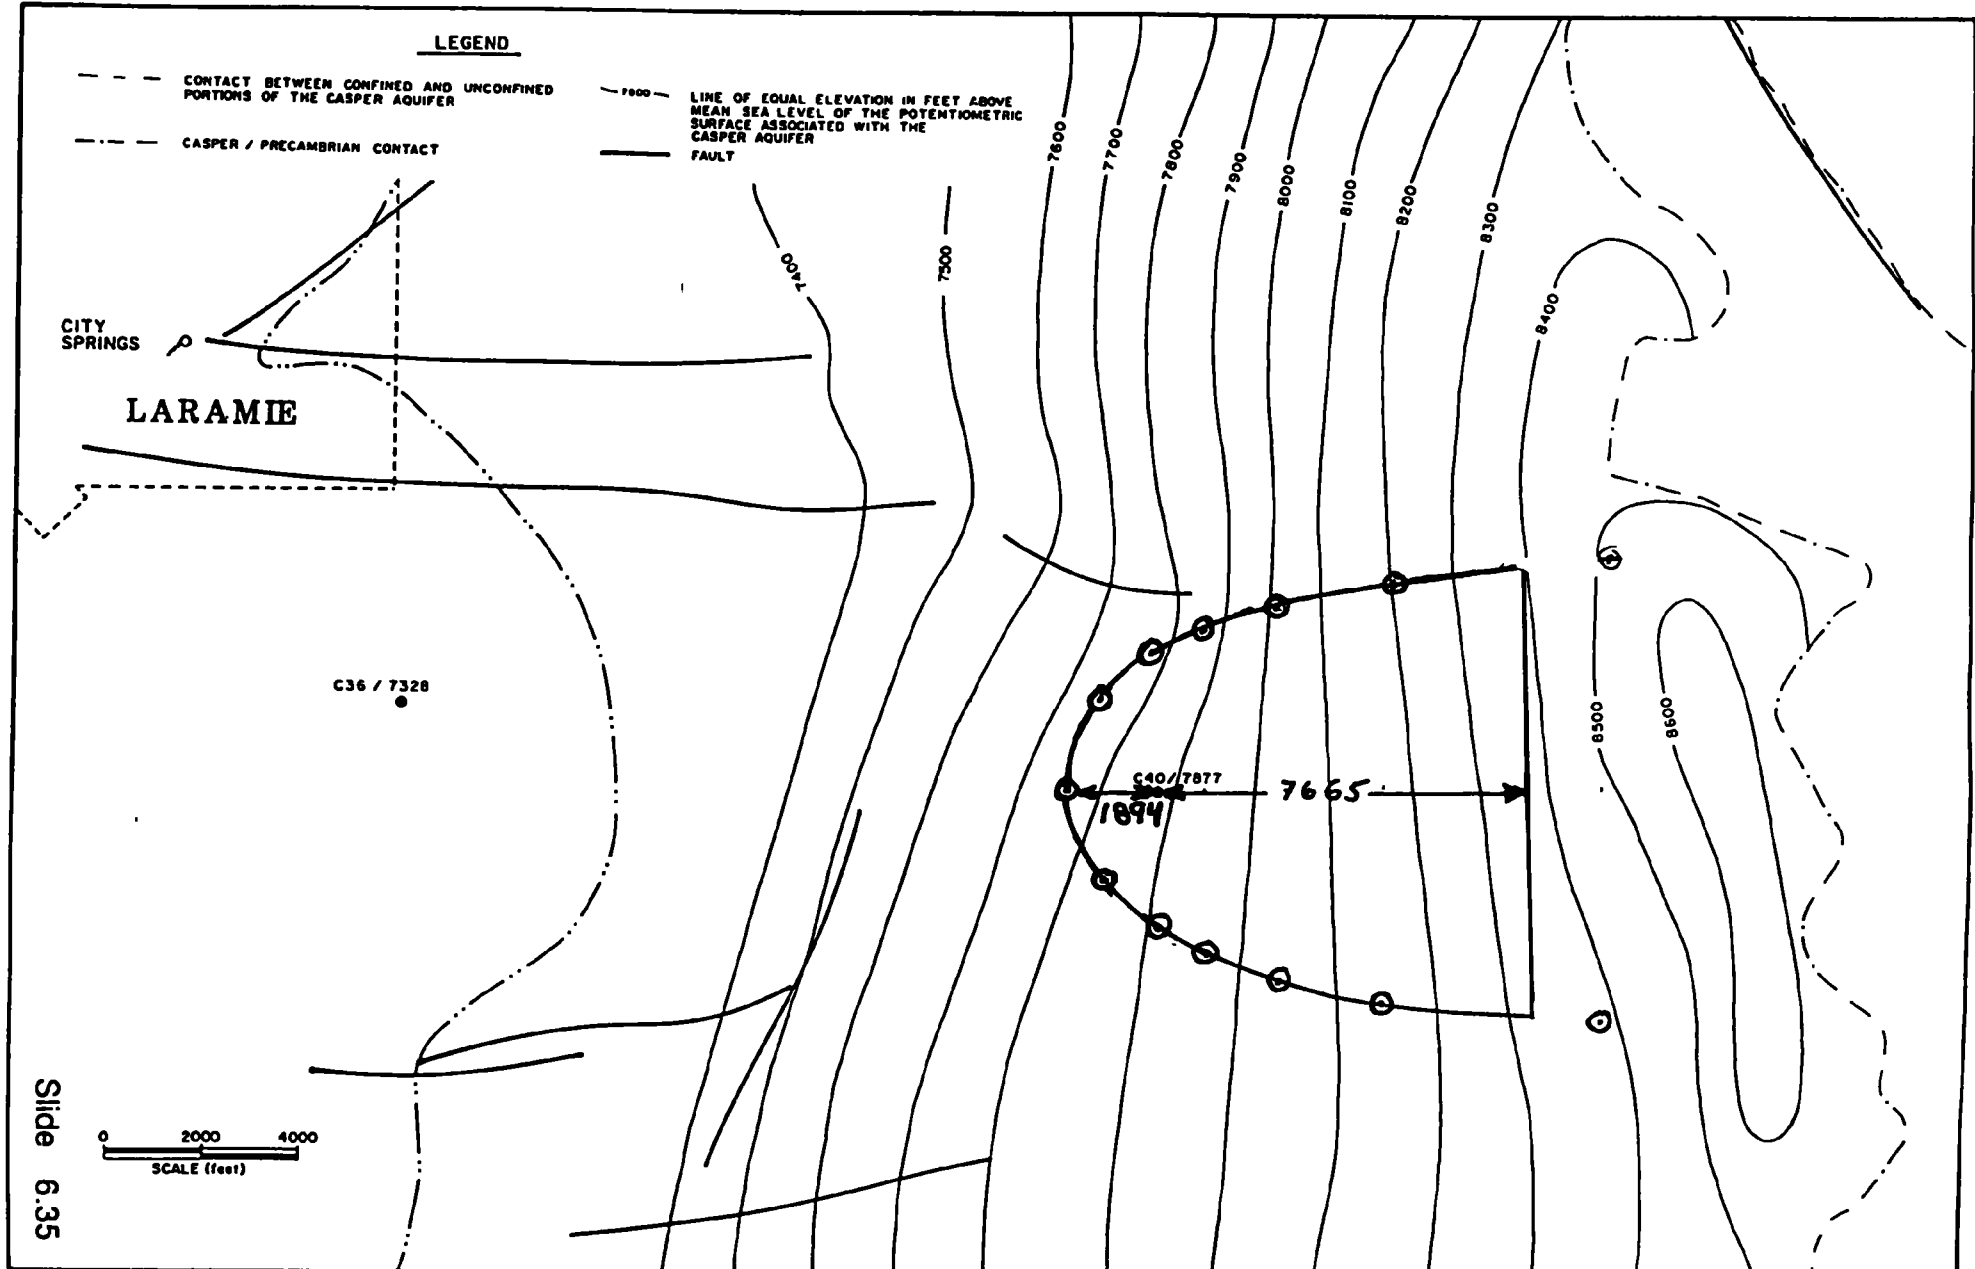 LEGEND
CONTACT BETWEEN CONFINED AND UNCONFINED
PORTIONS OF THE CASPER AQUIFER
CASPER / PRECAMBRIAN CONTACT
7800
LINE OF EQUAL ELEVATION IN FEET ABOVE
MEAN SEA LEVEL OF THE POTENTIOMETRIC
SURFACE ASSOCIATED WITH THE
CASPER AQUIFER
FAULT
7600
7700
7800
7900
8000
8100
8200
8300
7400
7500
8400
CITY
SPRINGS
LARAMIE
C36 / 7328
8500
8600
C40/7877
7665
1894
0 2000 4000
SCALE (feet)
Slide 6.35